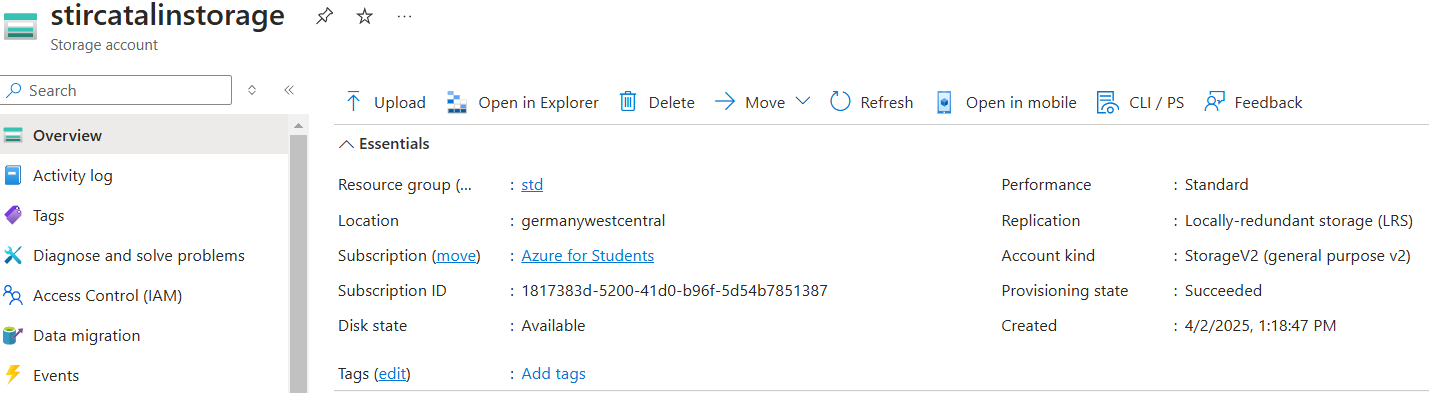 stircatalinstorage
Storage account
Search
Upload Open in Explorer Delete Move Refresh Open in mobile CLI / PS Feedback
Overview
Activity log
Tags
Diagnose and solve problems
Access Control (IAM)
Data migration
Events
Essentials
Resource group (... : std
Location : germanywestcentral
Subscription (move) : Azure for Students
Subscription ID : 1817383d-5200-41d0-b96f-5d54b7851387
Disk state : Available
Tags (edit) : Add tags
Performance : Standard
Replication : Locally-redundant storage (LRS)
Account kind : StorageV2 (general purpose v2)
Provisioning state : Succeeded
Created : 4/2/2025, 1:18:47 PM